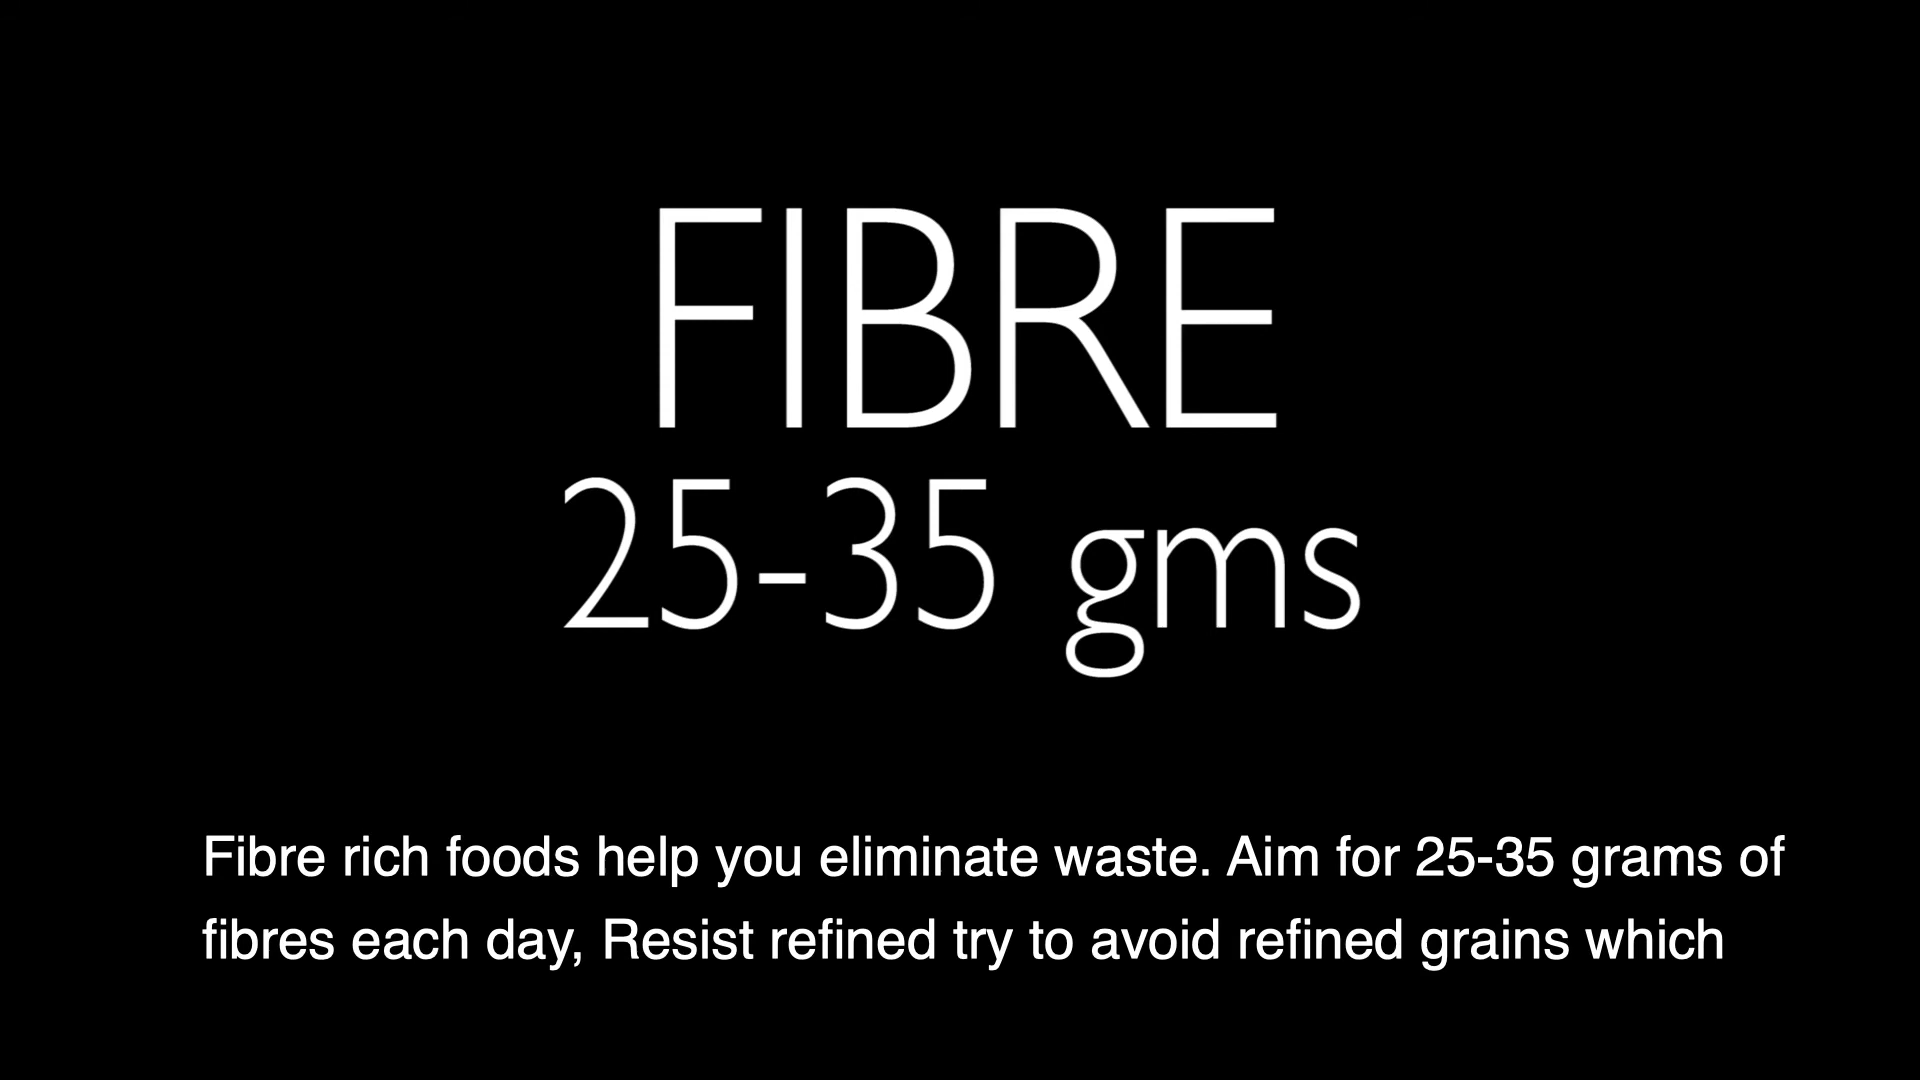 FIBRE
25-35 gms
Fibre rich foods help you eliminate waste. Aim for 25-35 grams of
fibres each day, Resist refined try to avoid refined grains which